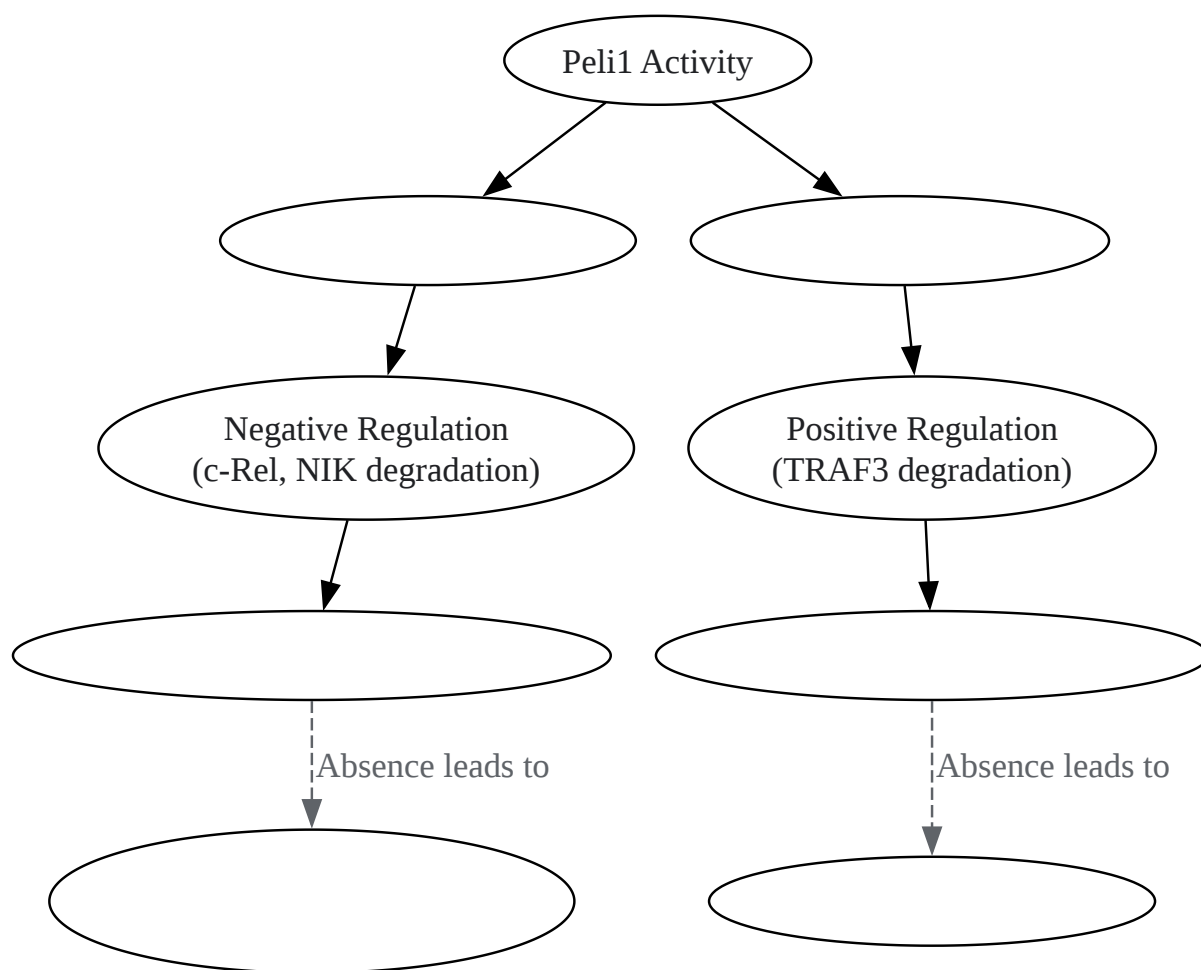 Peli1 Activity
Negative Regulation
(c-Rel, NIK degradation)
Positive Regulation
(TRAF3 degradation)
Absence leads to
Absence leads to